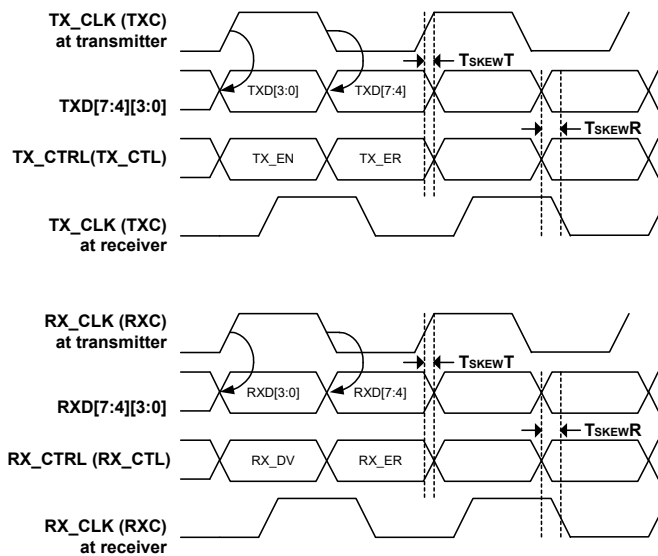 TX_CLK (TXC)
at transmitter
TSKEWT
TXD[7:4][3:0]
TXD[3:0]
TXD[7:4]
TSKEWR
TX_CTRL(TX_CTL)
TX_EN
TX_ER
TX_CLK (TXC)
at receiver
RX_CLK (RXC)
at transmitter
TSKEWT
RXD[7:4][3:0]
RXD[3:0]
RXD[7:4]
TSKEWR
RX_CTRL (RX_CTL)
RX_DV
RX_ER
RX_CLK (RXC)
at receiver